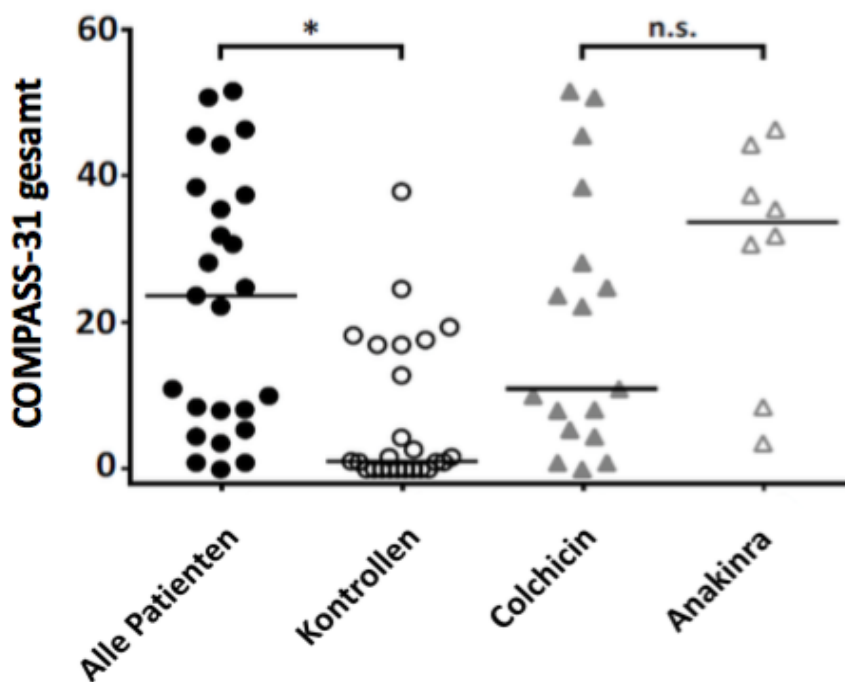 COMPASS-31 gesamt
60
40
20
0
*
n.s.
Alle Patienten
Kontrollen
Colchicin
Anakinra